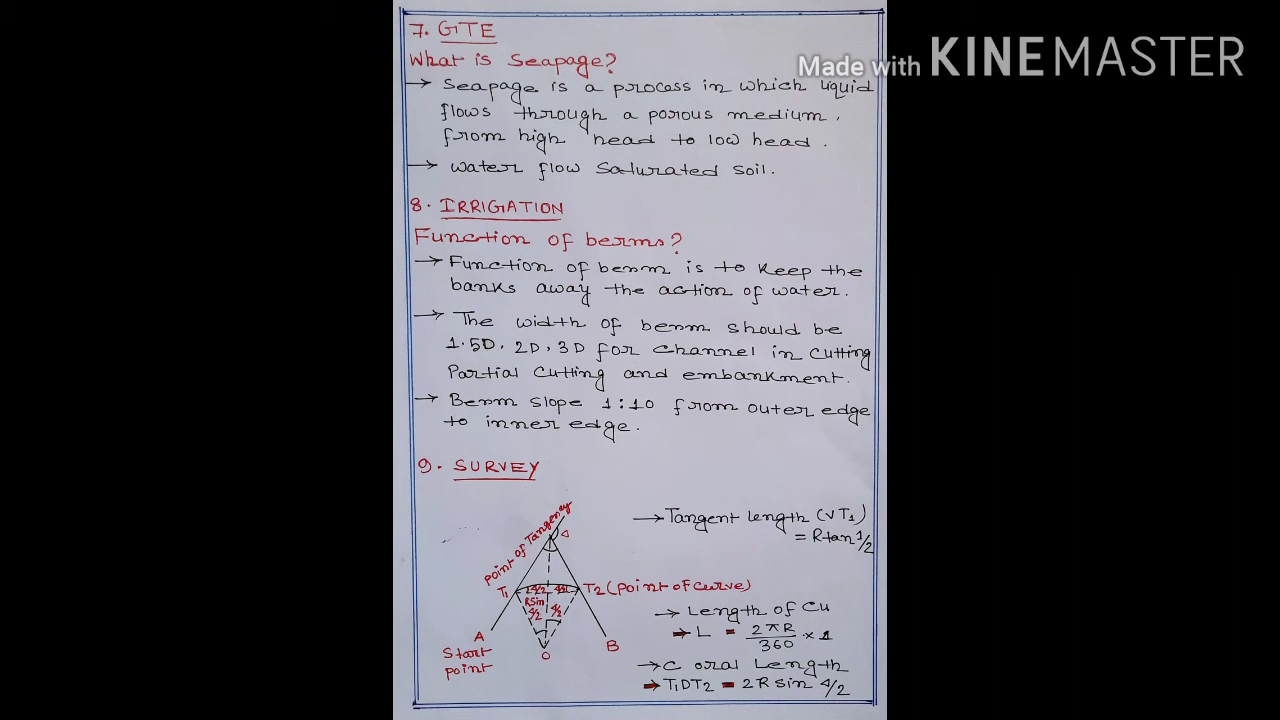 Made with KINEMASTER
7. GTE
What is Seapage?
→ Seapage is a process in which liquid
flows through a porous medium,
from high head to low head.
→ Water flow Saturated Soil.
8. IRRIGATION
Function of berms?
→ Function of berm is to keep the
banks away the action of water.
→ The width of berm should be
1.5D, 2D, 3D for channel in cutting
Partial cutting and embankment.
→ Berm slope 1:10 from outer edge
to inner edge.
9. SURVEY
Point of Tangency
→ Tangent length (VT1)
= R tan 1/2
T1
T2 (Point of curve)
R Sin
→ Length of Cu
→ L = 2πR/360 × 1
A
Start
point
O
B
→ C oral Length
→ T1DT2 = 2R sin 4/2